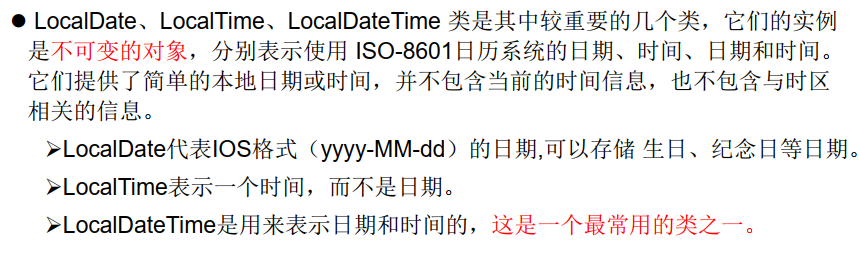 ● LocalDate、LocalTime、LocalDateTime 类是其中较重要的几个类，它们的实例
是不可变的对象，分别表示使用 ISO-8601日历系统的日期、时间、日期和时间。
它们提供了简单的本地日期或时间，并不包含当前的时间信息，也不包含与时区
相关的信息。
➢LocalDate代表IOS格式（yyyy-MM-dd）的日期,可以存储 生日、纪念日等日期。
➢LocalTime表示一个时间，而不是日期。
➢LocalDateTime是用来表示日期和时间的，这是一个最常用的类之一。